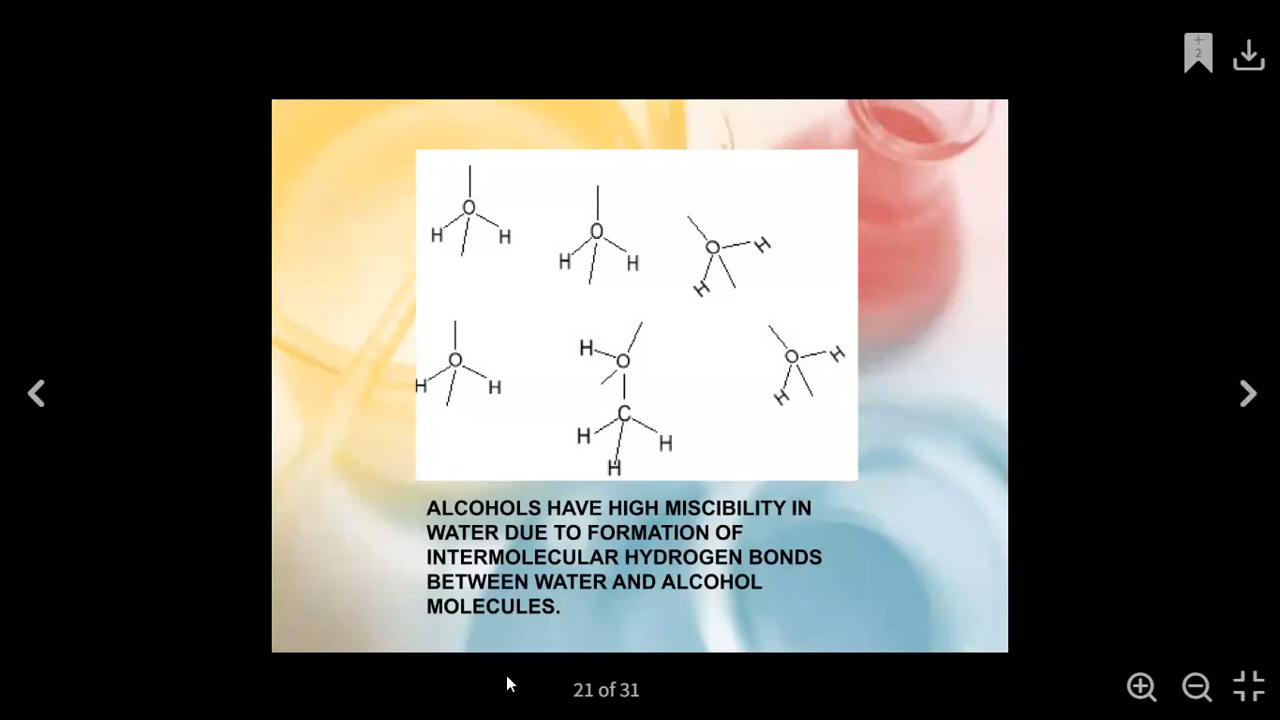 +
2
O
H H
O
H H
O H
H
O
H H
H O
C
H H
H
O H
H
ALCOHOLS HAVE HIGH MISCIBILITY IN
WATER DUE TO FORMATION OF
INTERMOLECULAR HYDROGEN BONDS
BETWEEN WATER AND ALCOHOL
MOLECULES.
21 of 31